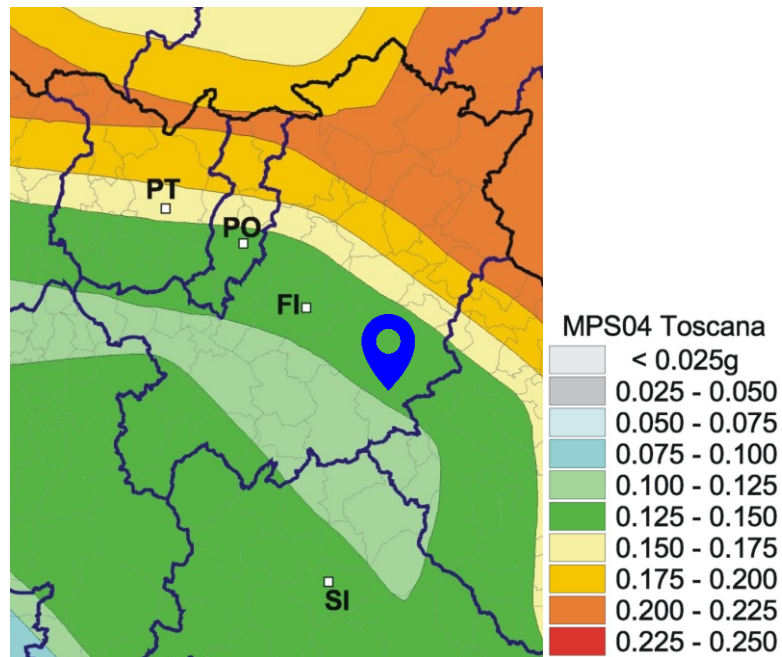 PT
PO
FI
SI
MPS04 Toscana
< 0.025g
0.025 - 0.050
0.050 - 0.075
0.075 - 0.100
0.100 - 0.125
0.125 - 0.150
0.150 - 0.175
0.175 - 0.200
0.200 - 0.225
0.225 - 0.250